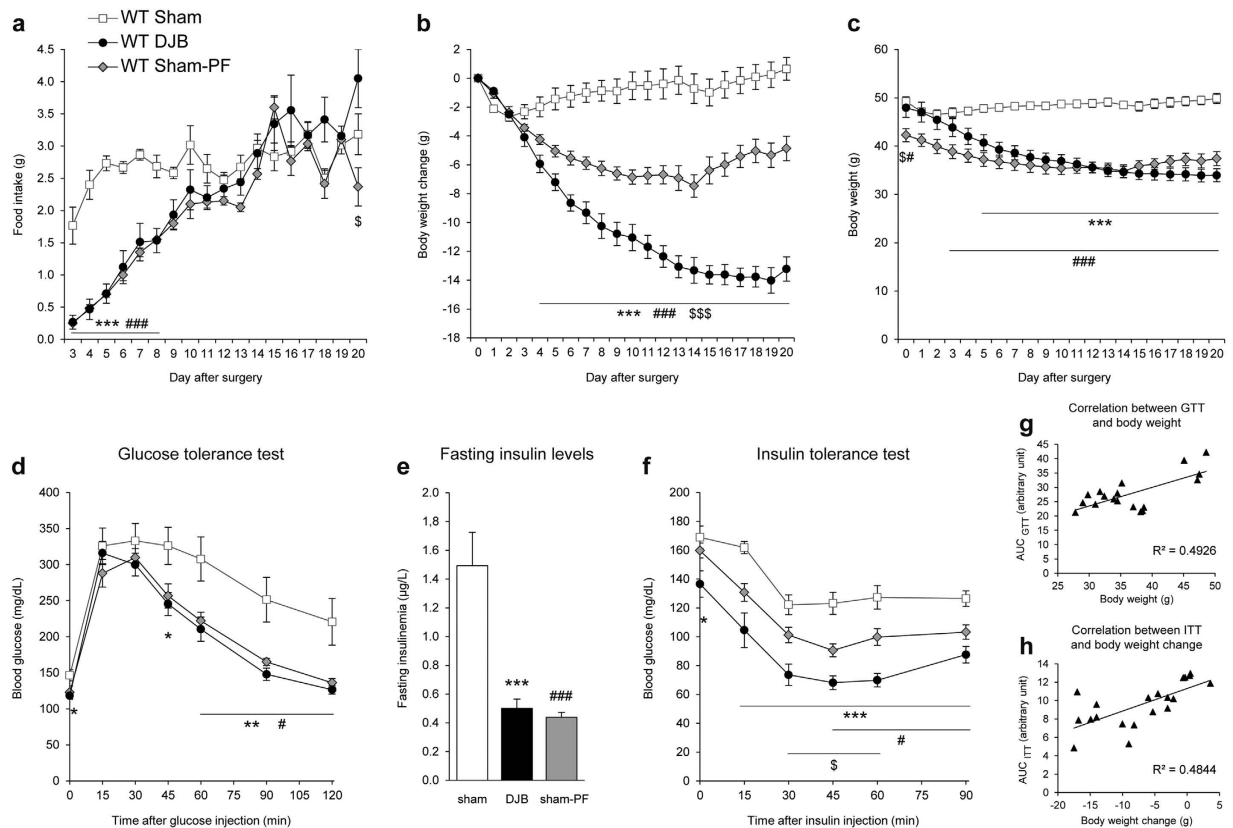 a
WT Sham
WT DJB
WT Sham-PF
Food intake (g)
4.5
4.0
3.5
3.0
2.5
2.0
1.5
1.0
0.5
0.0
*** ###
$
3 4 5 6 7 8 9 10 11 12 13 14 15 16 17 18 19 20
Day after surgery
b
Body weight change (g)
2
0
-2
-4
-6
-8
-10
-12
-14
-16
-18
*** ### $$$
0 1 2 3 4 5 6 7 8 9 10 11 12 13 14 15 16 17 18 19 20
Day after surgery
c
Body weight (g)
60
50
40
30
20
10
0
$#
***
###
0 1 2 3 4 5 6 7 8 9 10 11 12 13 14 15 16 17 18 19 20
Day after surgery
d
Glucose tolerance test
Blood glucose (mg/dL)
400
350
300
250
200
150
100
50
0
*
*
** #
0 15 30 45 60 75 90 105 120
Time after glucose injection (min)
e
Fasting insulin levels
Fasting insulinemia (µg/L)
2.0
1.8
1.6
1.4
1.2
1.0
0.8
0.6
0.4
0.2
0.0
***
###
sham DJB sham-PF
f
Insulin tolerance test
Blood glucose (mg/dL)
200
180
160
140
120
100
80
60
40
20
0
*
***
#
$
0 15 30 45 60 75 90
Time after insulin injection (min)
g
Correlation between GTT
and body weight
AUC GTT (arbitrary unit)
45
40
35
30
25
20
15
10
5
0
R² = 0.4926
25 30 35 40 45 50
Body weight (g)
h
Correlation between ITT
and body weight change
AUC ITT (arbitrary unit)
14
12
10
8
6
4
2
0
R² = 0.4844
-20 -15 -10 -5 0 5
Body weight change (g)